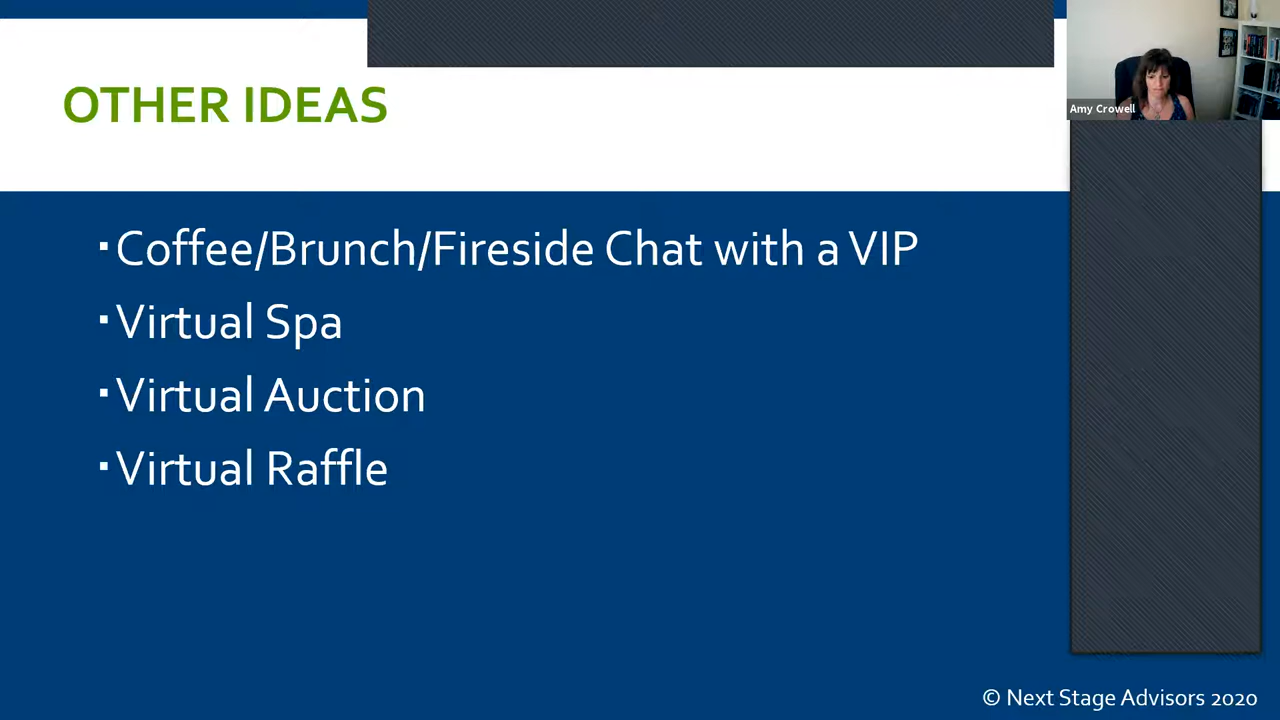 OTHER IDEAS
Amy Crowell
▪Coffee/Brunch/Fireside Chat with a VIP
▪Virtual Spa
▪Virtual Auction
▪Virtual Raffle
© Next Stage Advisors 2020